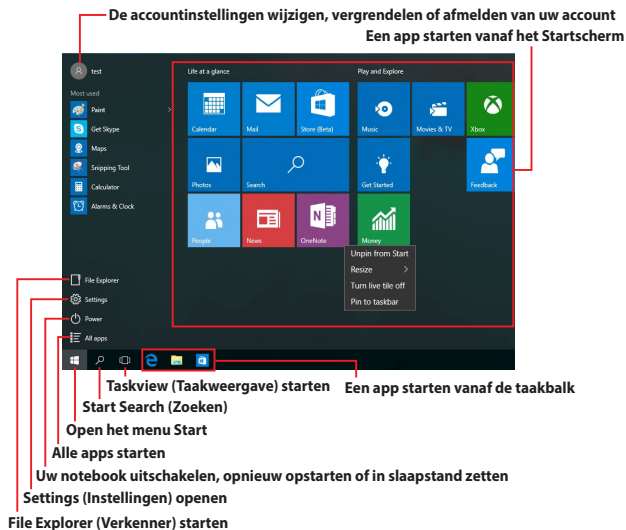 De accountinstellingen wijzigen, vergrendelen of afmelden van uw account
Een app starten vanaf het Startscherm
test
Life at a glance
Play and Explore
Most used
Paint
Get Skype
Maps
Snipping Tool
Calculator
Alarms & Clock
Calendar
Mail
Store (Beta)
Music
Movies & TV
Xbox
Photos
Search
Get Started
Feedback
People
News
OneNote
Money
Unpin from Start
Resize
Turn live tile off
Pin to taskbar
File Explorer
Settings
Power
All apps
Taskview (Taakweergave) starten
Een app starten vanaf de taakbalk
Start Search (Zoeken)
Open het menu Start
Alle apps starten
Uw notebook uitschakelen, opnieuw opstarten of in slaapstand zetten
Settings (Instellingen) openen
File Explorer (Verkenner) starten